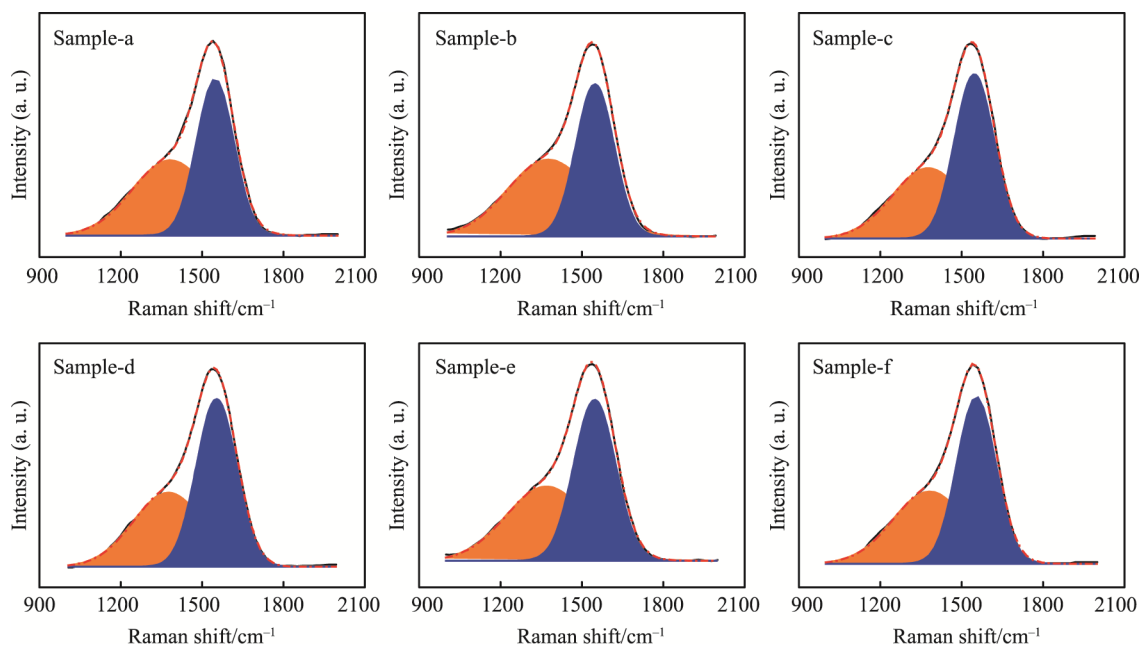 Sample-a
Intensity (a. u.)
900 1200 1500 1800 2100
Raman shift/cm⁻¹
Sample-b
Intensity (a. u.)
900 1200 1500 1800 2100
Raman shift/cm⁻¹
Sample-c
Intensity (a. u.)
900 1200 1500 1800 2100
Raman shift/cm⁻¹
Sample-d
Intensity (a. u.)
900 1200 1500 1800 2100
Raman shift/cm⁻¹
Sample-e
Intensity (a. u.)
900 1200 1500 1800 2100
Raman shift/cm⁻¹
Sample-f
Intensity (a. u.)
900 1200 1500 1800 2100
Raman shift/cm⁻¹